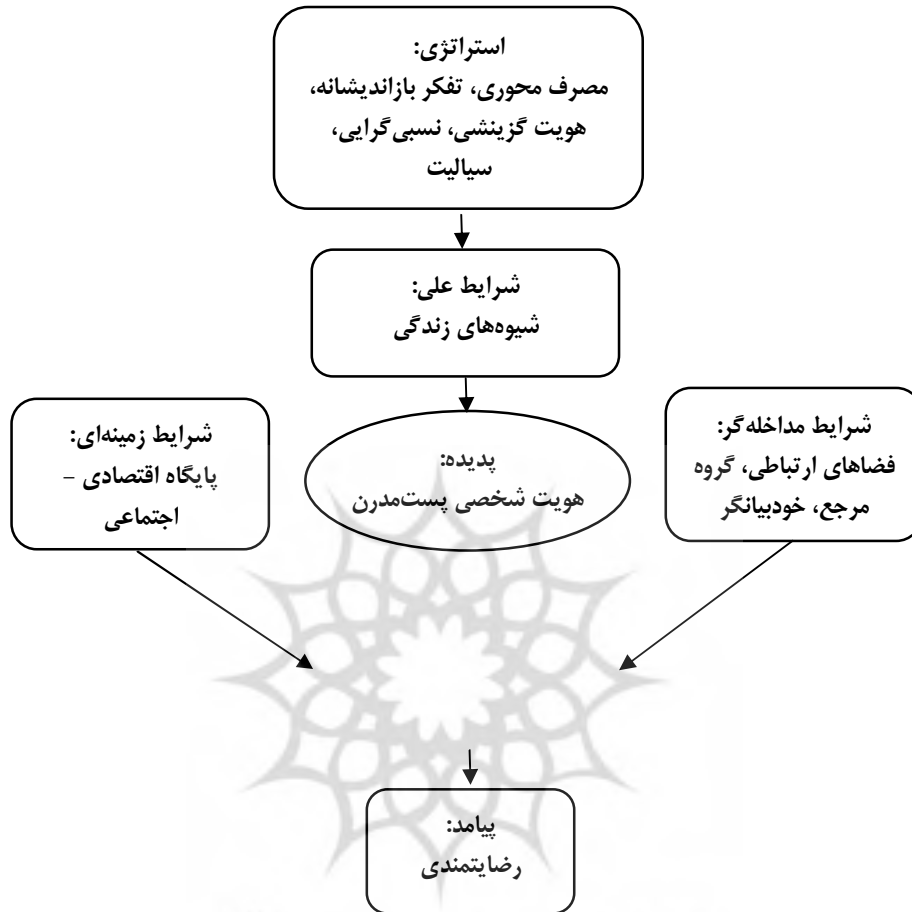 استراتژی:
مصرف محوری، تفکر بازاندیشانه،
هویت گزینشی، نسبی‌گرایی،
سیالیت
شرایط علی:
شیوه‌های زندگی
شرایط مداخله‌گر:
فضاهای ارتباطی، گروه
مرجع، خودبیانگر
پدیده:
هویت شخصی پست‌مدرن
شرایط زمینه‌ای:
پایگاه اقتصادی –
اجتماعی
پیامد:
رضایتمندی